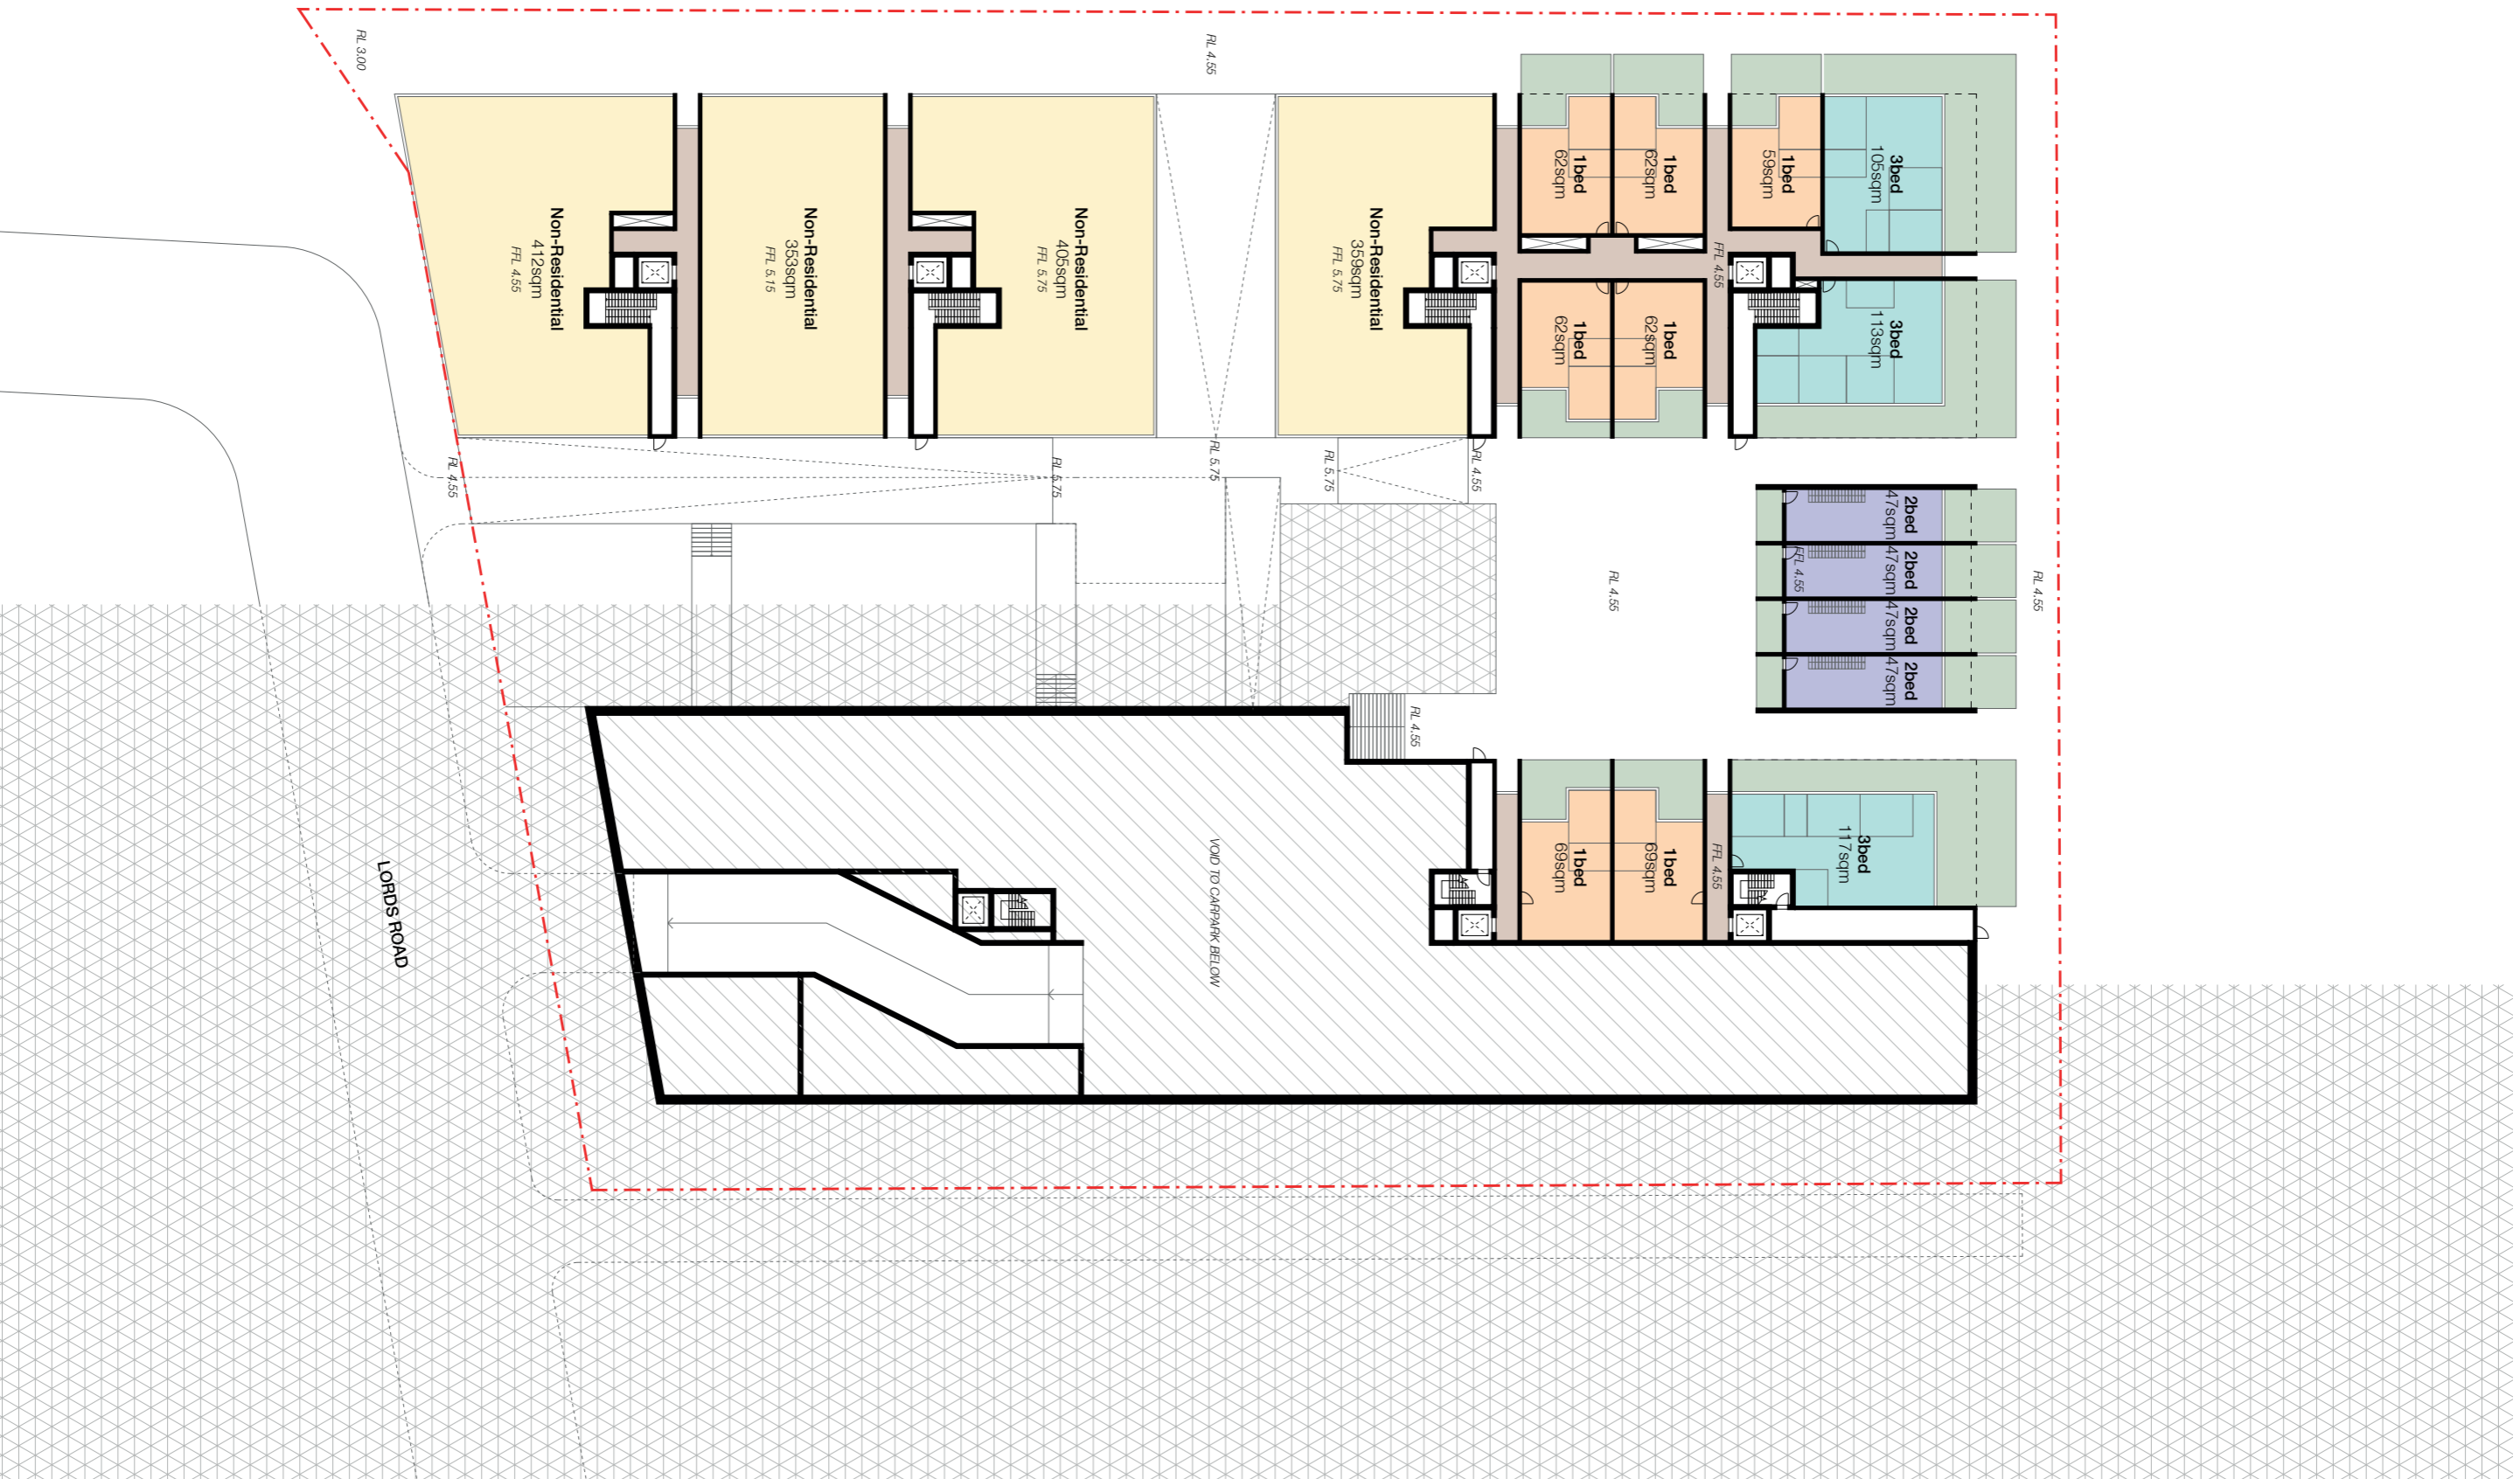 RL 3.00
RL 4.55
Non-Residential
412sqm
FFL 4.55
Non-Residential
353sqm
FFL 5.15
Non-Residential
405sqm
FFL 5.75
Non-Residential
359sqm
FFL 5.75
1bed
62sqm
1bed
62sqm
1bed
59sqm
3bed
105sqm
FFL 4.55
1bed
62sqm
1bed
62sqm
3bed
113sqm
RL 4.55
RL 5.75
RL 5.75
RL 5.75
RL 4.55
2bed
47sqm
2bed
47sqm
FFL 4.55
2bed
47sqm
2bed
47sqm
RL 4.55
RL 4.55
RL 4.55
VOID TO CARPARK BELOW
1bed
69sqm
1bed
69sqm
FFL 4.55
3bed
117sqm
LORDS ROAD